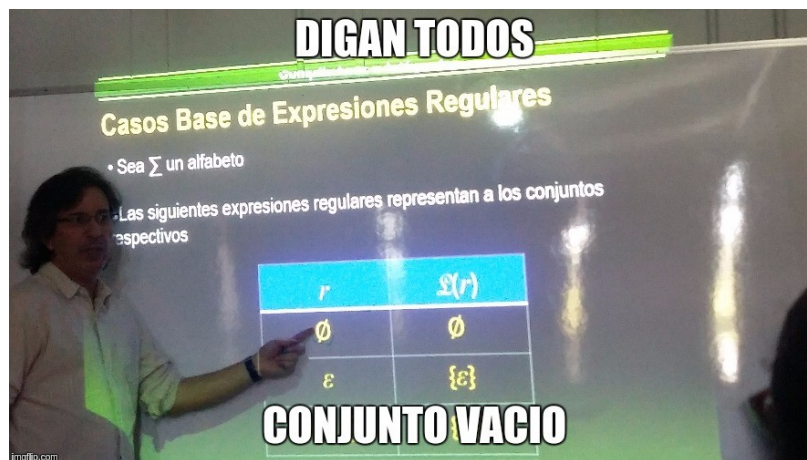 DIGAN TODOS
Casos Base de Expresiones Regulares
• Sea ∑ un alfabeto
Las siguientes expresiones regulares representan a los conjuntos
espectivos
r ℒ(r)
Ø Ø
ε {ε}
CONJUNTO VACIO
imgflip.com